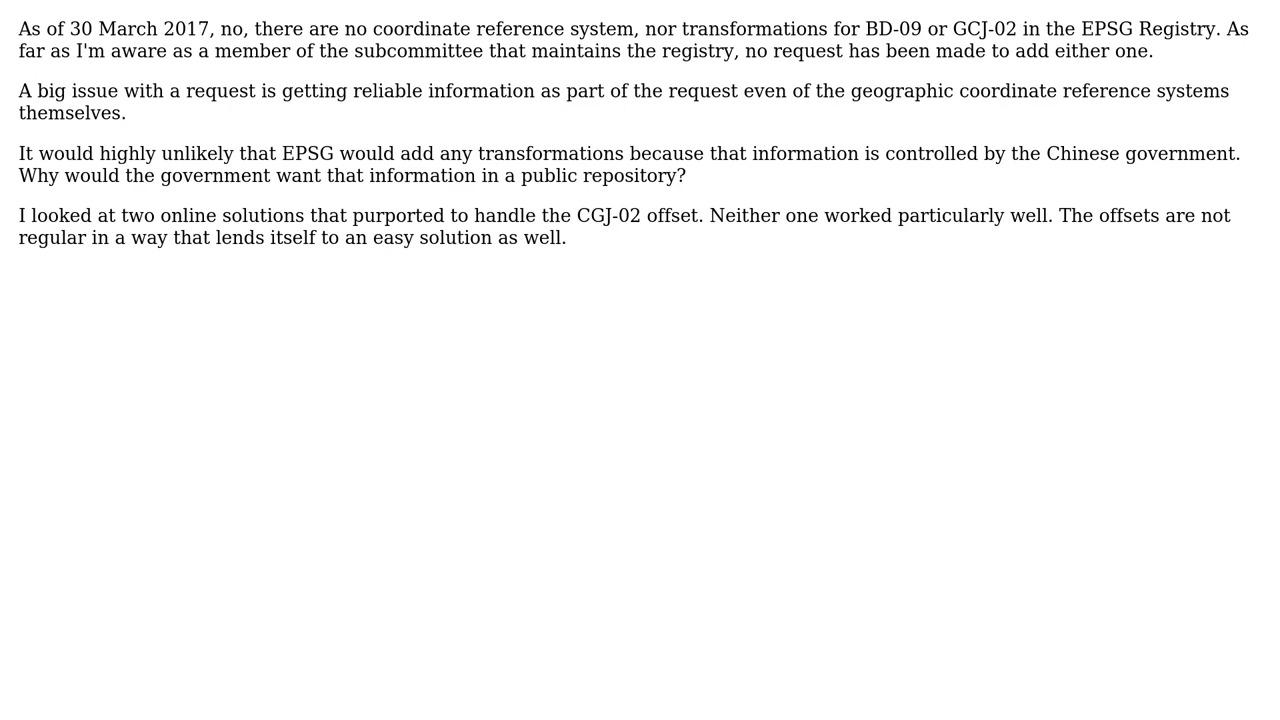 As of 30 March 2017, no, there are no coordinate reference system, nor transformations for BD-09 or GCJ-02 in the EPSG Registry. As
far as I'm aware as a member of the subcommittee that maintains the registry, no request has been made to add either one.
A big issue with a request is getting reliable information as part of the request even of the geographic coordinate reference systems
themselves.
It would highly unlikely that EPSG would add any transformations because that information is controlled by the Chinese government.
Why would the government want that information in a public repository?
I looked at two online solutions that purported to handle the CGJ-02 offset. Neither one worked particularly well. The offsets are not
regular in a way that lends itself to an easy solution as well.